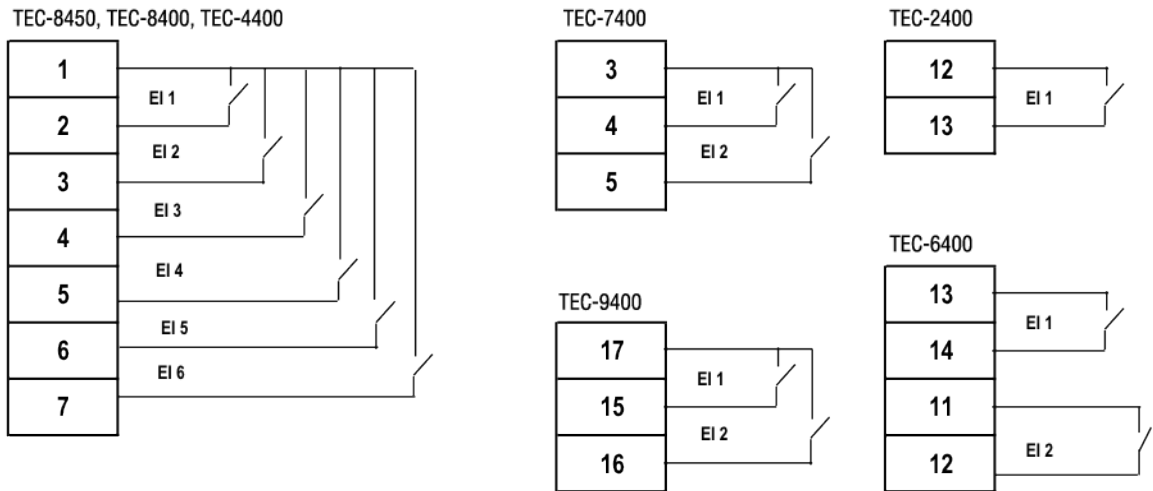 TEC-8450, TEC-8400, TEC-4400
1
EI 1
2
EI 2
3
EI 3
4
EI 4
5
EI 5
6
EI 6
7
TEC-7400
3
EI 1
4
EI 2
5
TEC-2400
12
EI 1
13
TEC-9400
17
EI 1
15
EI 2
16
TEC-6400
13
EI 1
14
11
EI 2
12